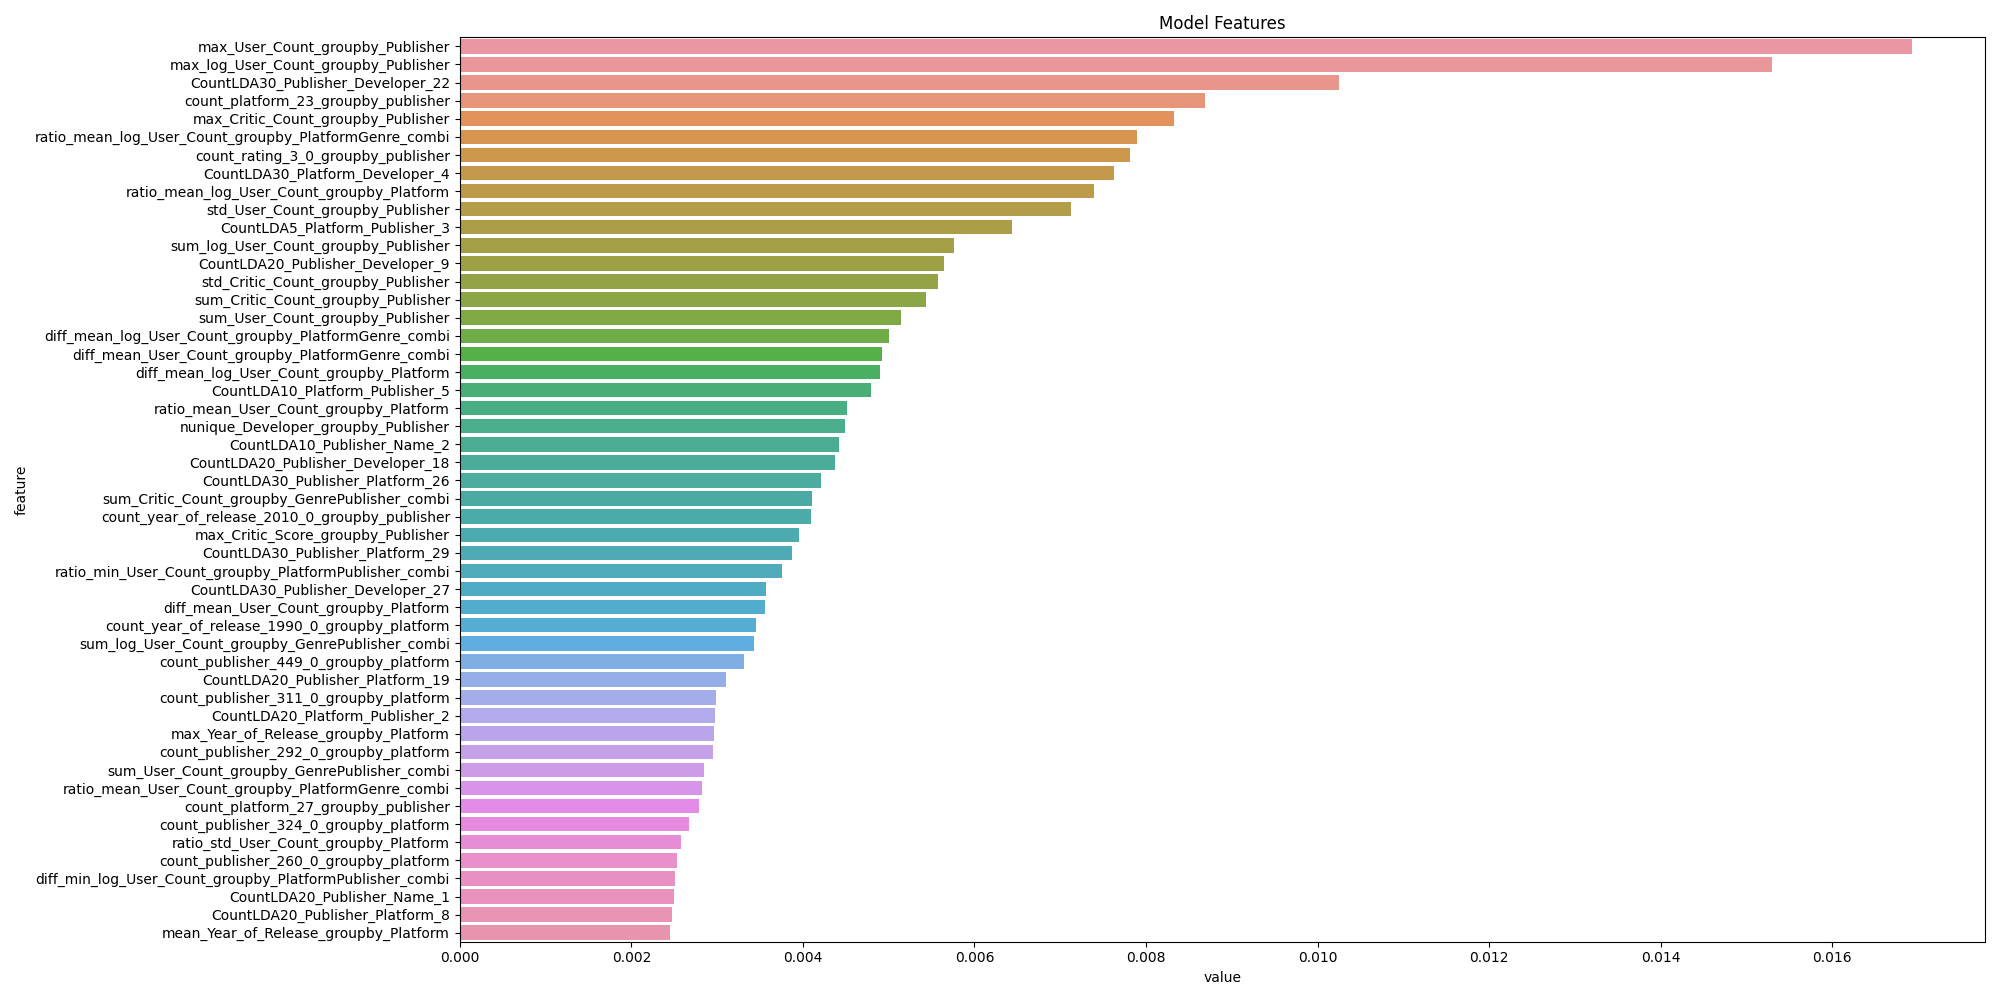 Model Features
max_User_Count_groupby_Publisher
max_log_User_Count_groupby_Publisher
CountLDA30_Publisher_Developer_22
count_platform_23_groupby_publisher
max_Critic_Count_groupby_Publisher
ratio_mean_log_User_Count_groupby_PlatformGenre_combi
count_rating_3_0_groupby_publisher
CountLDA30_Platform_Developer_4
ratio_mean_log_User_Count_groupby_Platform
std_User_Count_groupby_Publisher
CountLDA5_Platform_Publisher_3
sum_log_User_Count_groupby_Publisher
CountLDA20_Publisher_Developer_9
std_Critic_Count_groupby_Publisher
sum_Critic_Count_groupby_Publisher
sum_User_Count_groupby_Publisher
diff_mean_log_User_Count_groupby_PlatformGenre_combi
diff_mean_User_Count_groupby_PlatformGenre_combi
diff_mean_log_User_Count_groupby_Platform
CountLDA10_Platform_Publisher_5
ratio_mean_User_Count_groupby_Platform
nunique_Developer_groupby_Publisher
CountLDA10_Publisher_Name_2
CountLDA20_Publisher_Developer_18
CountLDA30_Publisher_Platform_26
sum_Critic_Count_groupby_GenrePublisher_combi
count_year_of_release_2010_0_groupby_publisher
max_Critic_Score_groupby_Publisher
CountLDA30_Publisher_Platform_29
ratio_min_User_Count_groupby_PlatformPublisher_combi
CountLDA30_Publisher_Developer_27
diff_mean_User_Count_groupby_Platform
count_year_of_release_1990_0_groupby_platform
sum_log_User_Count_groupby_GenrePublisher_combi
count_publisher_449_0_groupby_platform
CountLDA20_Publisher_Platform_19
count_publisher_311_0_groupby_platform
CountLDA20_Platform_Publisher_2
max_Year_of_Release_groupby_Platform
count_publisher_292_0_groupby_platform
sum_User_Count_groupby_GenrePublisher_combi
ratio_mean_User_Count_groupby_PlatformGenre_combi
count_platform_27_groupby_publisher
count_publisher_324_0_groupby_platform
ratio_std_User_Count_groupby_Platform
count_publisher_260_0_groupby_platform
diff_min_log_User_Count_groupby_PlatformPublisher_combi
CountLDA20_Publisher_Name_1
CountLDA20_Publisher_Platform_8
mean_Year_of_Release_groupby_Platform
feature
0.000 0.002 0.004 0.006 0.008 0.010 0.012 0.014 0.016
value